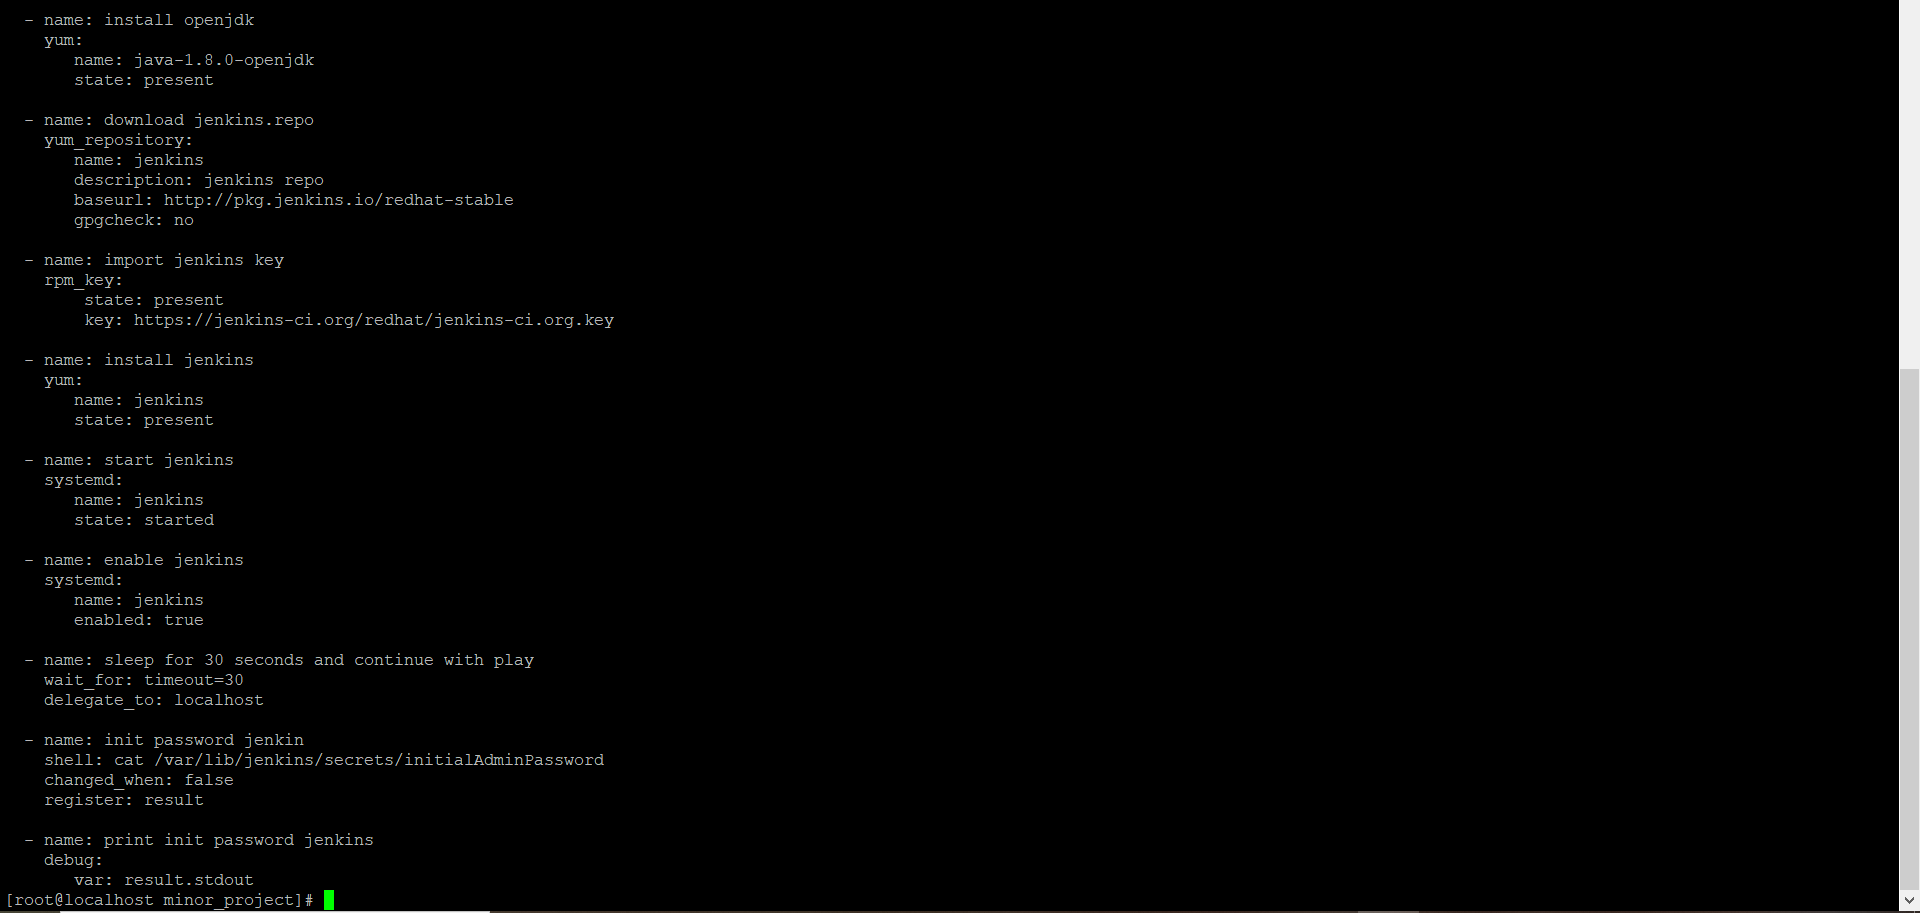 - name: install openjdk
yum:
name: java-1.8.0-openjdk
state: present
- name: download jenkins.repo
yum_repository:
name: jenkins
description: jenkins repo
baseurl: http://pkg.jenkins.io/redhat-stable
gpgcheck: no
- name: import jenkins key
rpm_key:
state: present
key: https://jenkins-ci.org/redhat/jenkins-ci.org.key
- name: install jenkins
yum:
name: jenkins
state: present
- name: start jenkins
systemd:
name: jenkins
state: started
- name: enable jenkins
systemd:
name: jenkins
enabled: true
- name: sleep for 30 seconds and continue with play
wait_for: timeout=30
delegate_to: localhost
- name: init password jenkin
shell: cat /var/lib/jenkins/secrets/initialAdminPassword
changed_when: false
register: result
- name: print init password jenkins
debug:
var: result.stdout
[root@localhost minor_project]#